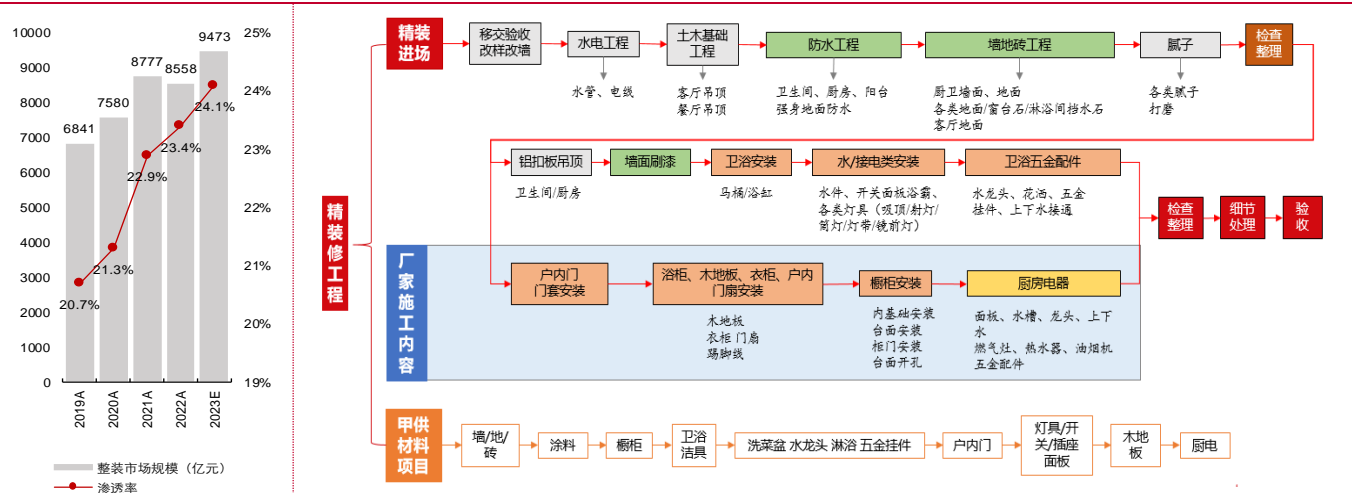 10000
9000
8000
7000
6000
5000
4000
3000
2000
1000
0
25%
24%
23%
22%
21%
20%
19%
6841
7580
8777
8558
9473
20.7%
21.3%
22.9%
23.4%
24.1%
2019A
2020A
2021A
2022A
2023E
整装市场规模（亿元）
渗透率
精装修工程
精装
进场
移交验收
改样改墙
水电工程
水管、电线
土木基础
工程
客厅吊顶
餐厅吊顶
防水工程
卫生间、厨房、阳台
强身地面防水
墙地砖工程
厨卫墙面、地面
各类地面/窗台石/淋浴间挡水石
客厅地面
腻子
各类腻子
打磨
检查
整理
铝扣板吊顶
卫生间/厨房
墙面刷漆
卫浴安装
马桶/浴缸
水/接电类安装
水件、开关面板浴霸、
各类灯具（吸顶/射灯/
筒灯/灯带/镜前灯）
卫浴五金配件
水龙头、花洒、五金
挂件、上下水接通
检查
整理
细节
处理
验
收
厂家施工内容
户内门
门套安装
浴柜、木地板、衣柜、户内
门扇安装
木地板
衣柜 门扇
踢脚线
橱柜安装
内基础安装
台面安装
柜门安装
台面开孔
厨房电器
面板、水槽、龙头、上下
水
燃气灶、热水器、油烟机
五金配件
甲供
材料
项目
墙/地/
砖
涂料
橱柜
卫浴
洁具
洗菜盆 水龙头 淋浴 五金挂件
户内门
灯具/开
关/插座
面板
木地
板
厨电